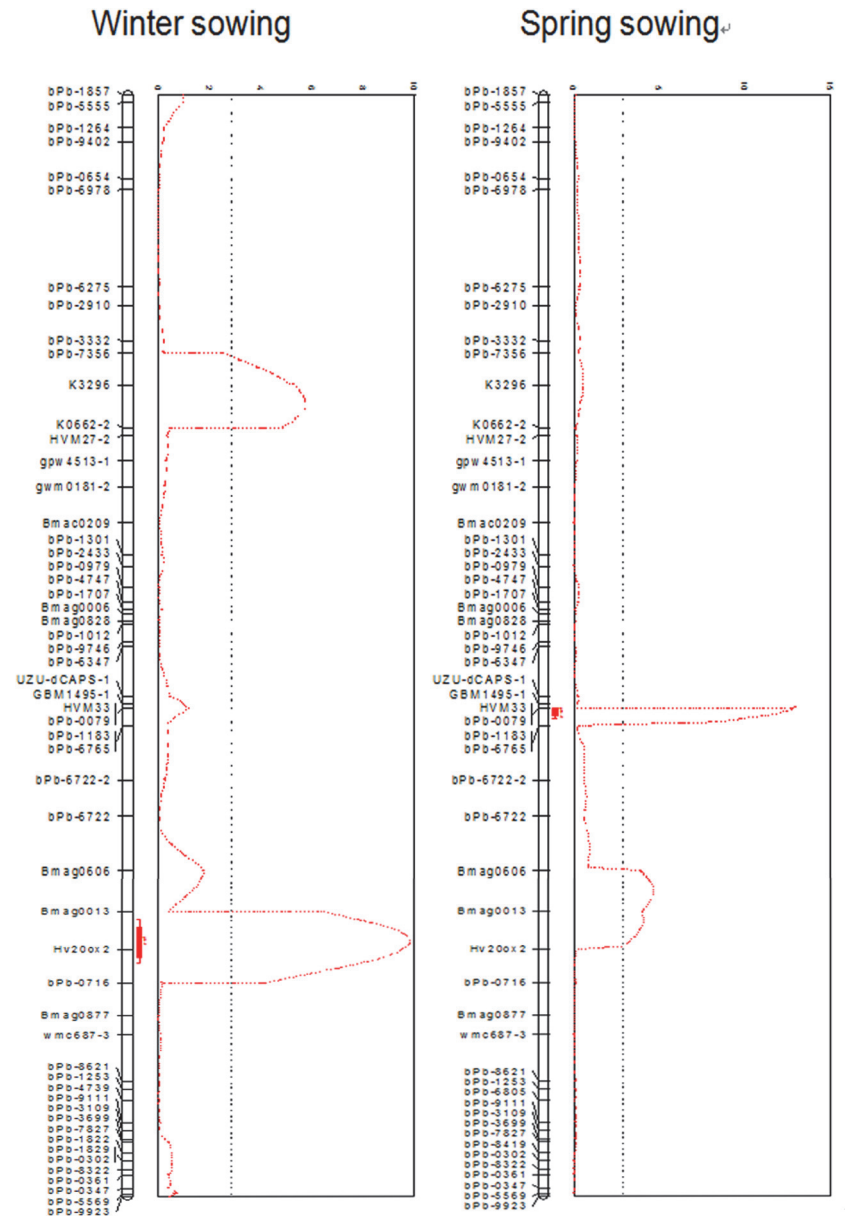 Winter sowing
0 2 4 6 8 10
bPb-1857
bPb-5555
bPb-1264
bPb-9402
bPb-0654
bPb-6978
bPb-6275
bPb-2910
bPb-3332
bPb-7356
K3296
K0662-2
HVM27-2
gpw4513-1
gwm0181-2
Bmac0209
bPb-1301
bPb-2433
bPb-0979
bPb-4747
bPb-1707
Bmag0006
Bmag0828
bPb-1012
bPb-9746
bPb-6347
UZU-dCAPS-1
GBM1495-1
HVM33
bPb-0079
bPb-1183
bPb-6765
bPb-6722-2
bPb-6722
Bmag0606
Bmag0013
Hv20ox2
bPb-0716
Bmag0877
wmc687-3
bPb-8621
bPb-1253
bPb-4739
bPb-9111
bPb-3109
bPb-3699
bPb-7827
bPb-1822
bPb-1829
bPb-0302
bPb-8322
bPb-0361
bPb-0347
bPb-5569
bPb-9923
Spring sowing
0 5 10 15
bPb-1857
bPb-5555
bPb-1264
bPb-9402
bPb-0654
bPb-6978
bPb-6275
bPb-2910
bPb-3332
bPb-7356
K3296
K0662-2
HVM27-2
gpw4513-1
gwm0181-2
Bmac0209
bPb-1301
bPb-2433
bPb-0979
bPb-4747
bPb-1707
Bmag0006
Bmag0828
bPb-1012
bPb-9746
bPb-6347
UZU-dCAPS-1
GBM1495-1
HVM33
bPb-0079
bPb-1183
bPb-6765
bPb-6722-2
bPb-6722
Bmag0606
Bmag0013
Hv20ox2
bPb-0716
Bmag0877
wmc687-3
bPb-8621
bPb-1253
bPb-6805
bPb-9111
bPb-3109
bPb-3699
bPb-7827
bPb-8419
bPb-0302
bPb-8322
bPb-0361
bPb-0347
bPb-5569
bPb-9923